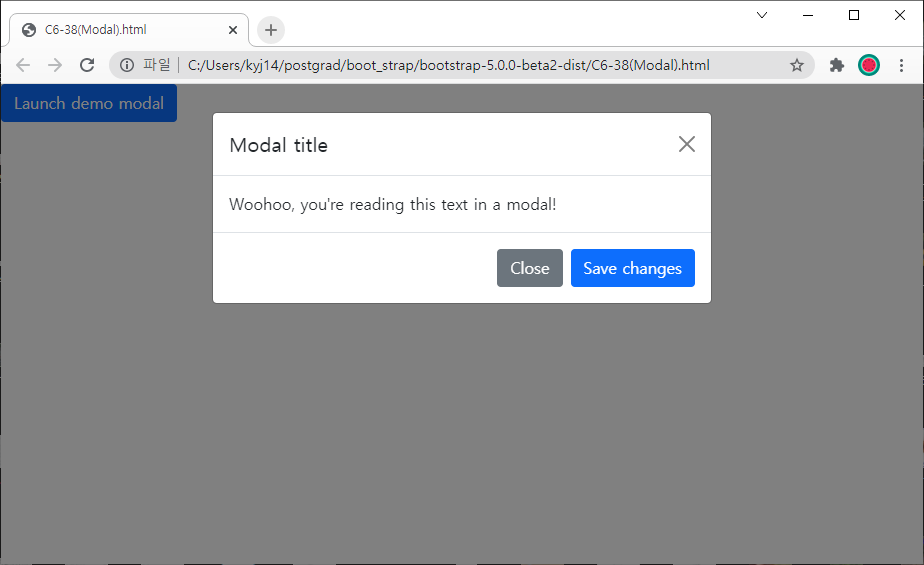 C6-38(Modal).html
파일 C:/Users/kyj14/postgrad/boot_strap/bootstrap-5.0.0-beta2-dist/C6-38(Modal).html
Launch demo modal
Modal title
Woohoo, you're reading this text in a modal!
Close Save changes